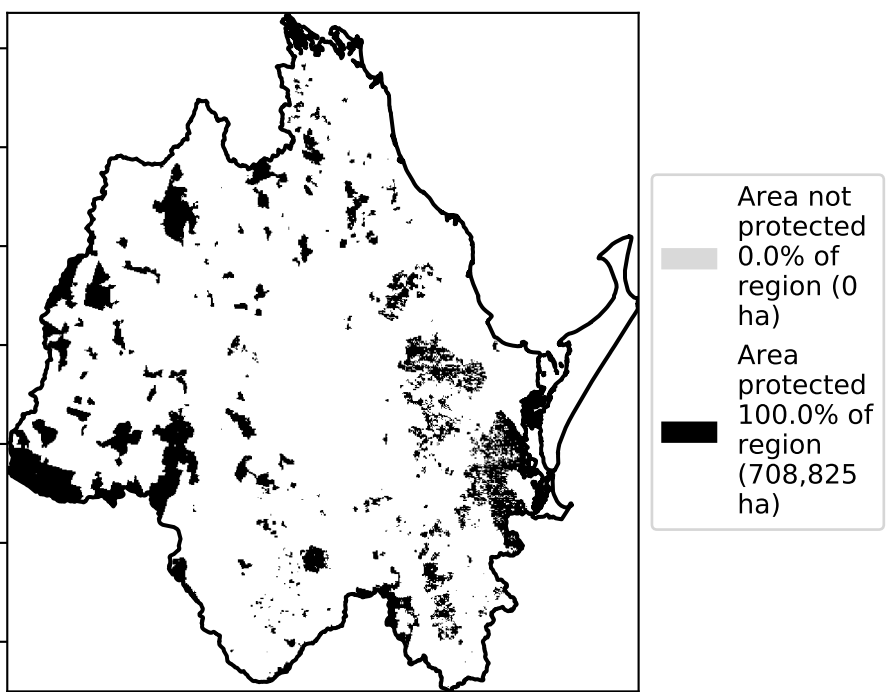 Area not
protected
0.0% of
region (0
ha)
Area
protected
100.0% of
region
(708,825
ha)